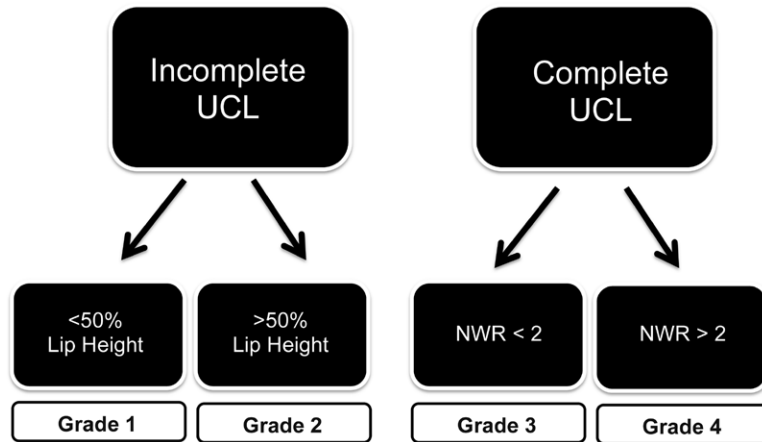 Incomplete
UCL
Complete
UCL
<50%
Lip Height
>50%
Lip Height
NWR < 2
NWR > 2
Grade 1
Grade 2
Grade 3
Grade 4